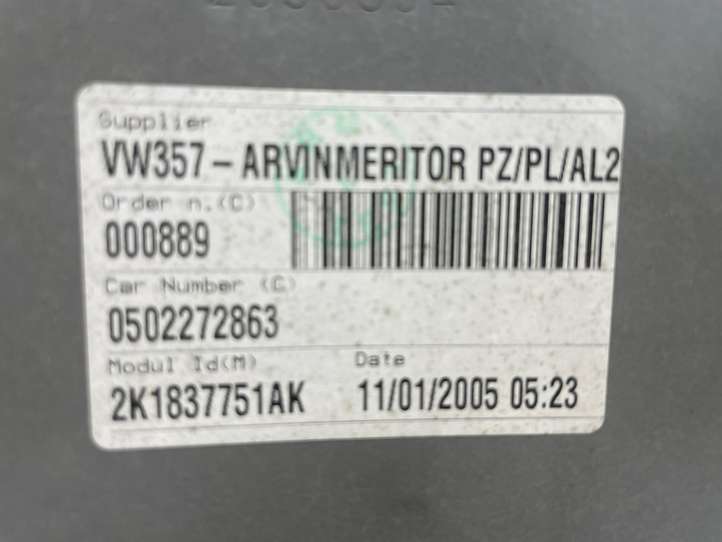 Supplier
VW357-ARVINMERITOR PZ/PL/AL2
Order n.(C)
000889
Car Number (C)
0502272863
Modul Id(M) Date
2K1837751AK 11/01/2005 05:23